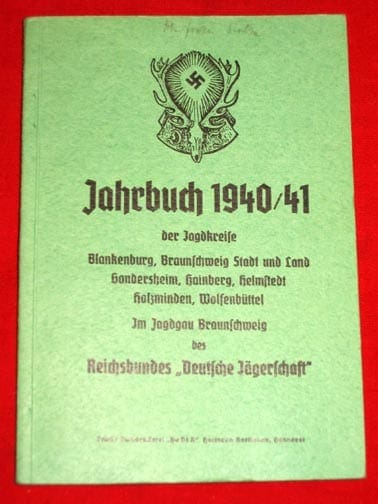 Jahrbuch 1940/41
der Jagdkreise
Blankenburg, Braunschweig Stadt und Land
Gandersheim, Hainberg, Helmstedt
Holzminden, Wolfenbüttel
Im Jagdgau Braunschweig
des
Reichsbundes „Deutsche Jägerschaft"
Hannover